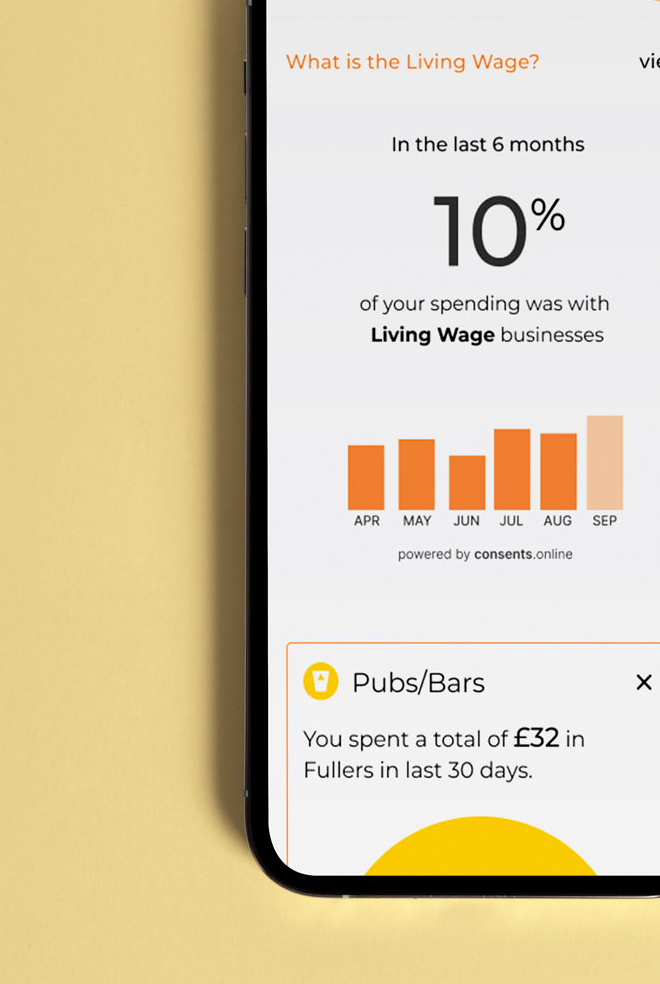 What is the Living Wage?
In the last 6 months
10%
of your spending was with
Living Wage businesses
APR MAY JUN JUL AUG SEP
powered by consents.online
Pubs/Bars
You spent a total of £32 in
Fullers in last 30 days.